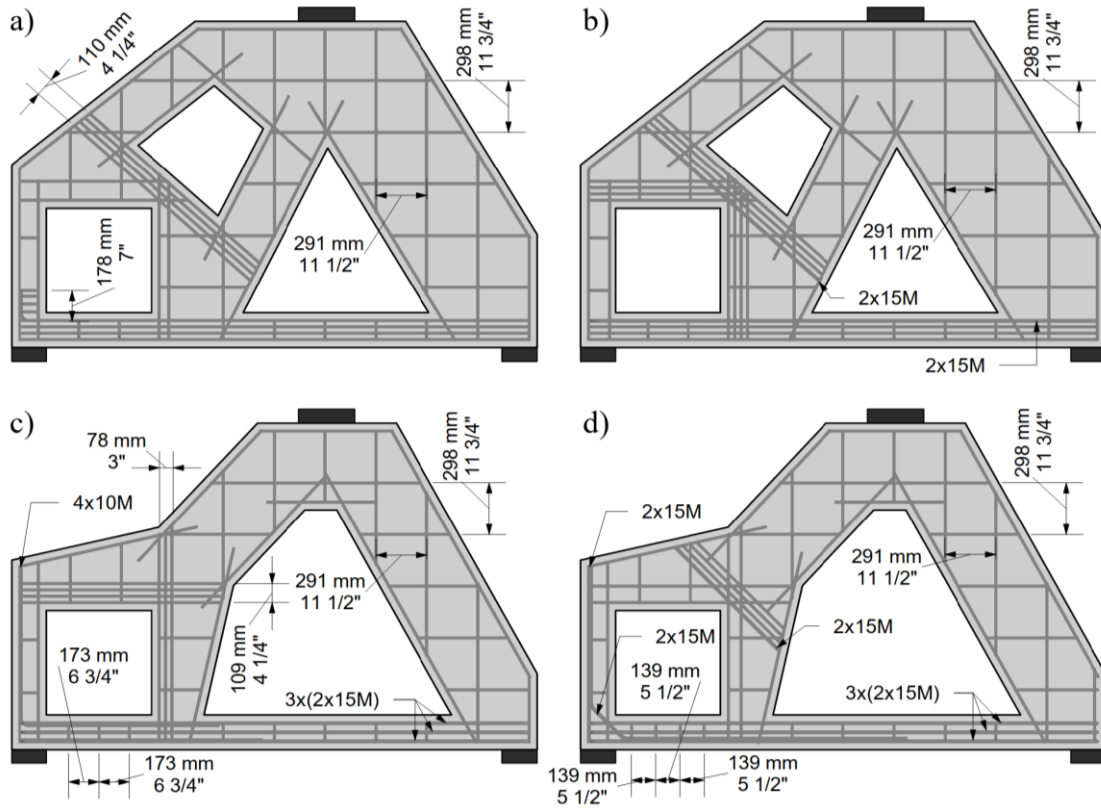 a)
110 mm
4 1/4"
298 mm
11 3/4"
178 mm
7"
291 mm
11 1/2"
b)
298 mm
11 3/4"
291 mm
11 1/2"
2x15M
2x15M
c)
78 mm
3"
298 mm
11 3/4"
4x10M
291 mm
11 1/2"
109 mm
4 1/4"
173 mm
6 3/4"
3x(2x15M)
173 mm
6 3/4"
d)
298 mm
11 3/4"
2x15M
291 mm
11 1/2"
2x15M
2x15M
139 mm
5 1/2"
3x(2x15M)
139 mm
5 1/2"
139 mm
5 1/2"